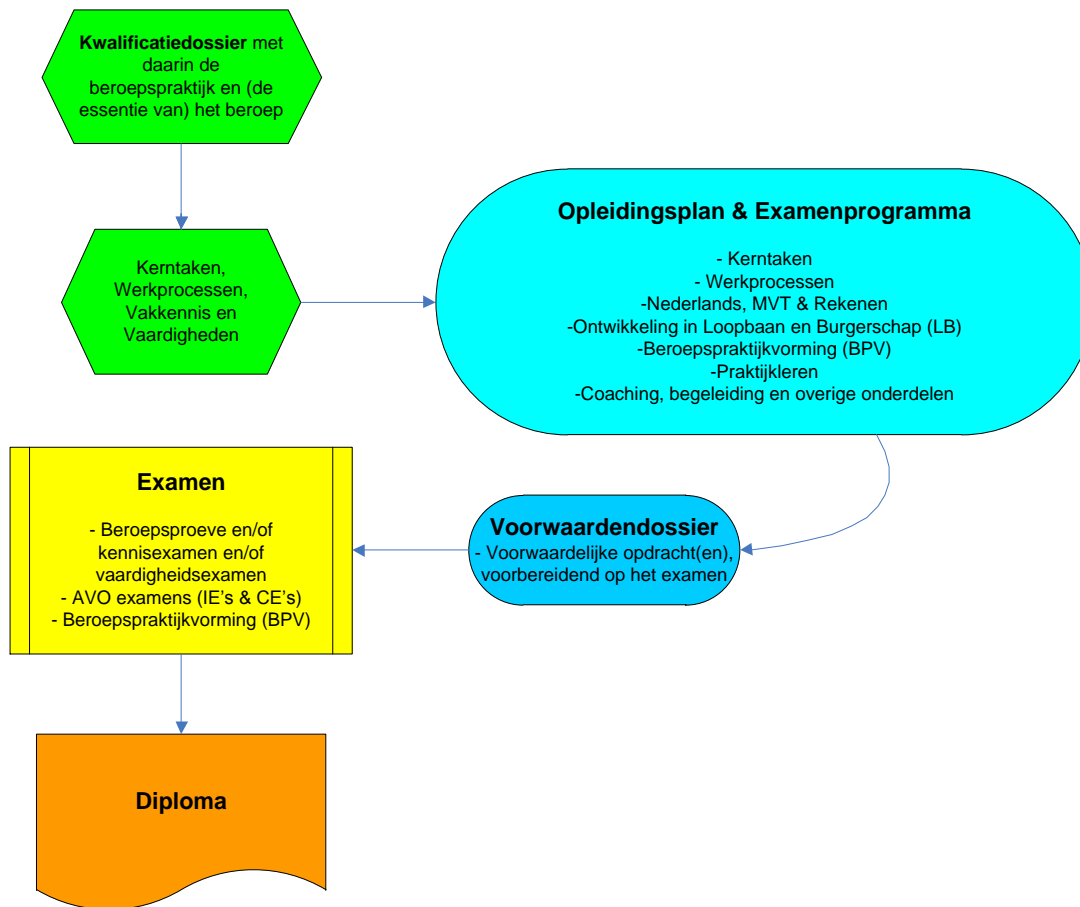 Kwalificatiedossier met
daarin de
beroepspraktijk en (de
essentie van) het beroep
Kerntaken,
Werkprocessen,
Vakkennis en
Vaardigheden
Opleidingsplan & Examenprogramma
- Kerntaken
- Werkprocessen
-Nederlands, MVT & Rekenen
-Ontwikkeling in Loopbaan en Burgerschap (LB)
-Beroepspraktijkvorming (BPV)
-Praktijkleren
-Coaching, begeleiding en overige onderdelen
Voorwaardendossier
- Voorwaardelijke opdracht(en),
voorbereidend op het examen
Examen
- Beroepsproeve en/of
kennisexamen en/of
vaardigheidsexamen
- AVO examens (IE's & CE's)
- Beroepspraktijkvorming (BPV)
Diploma